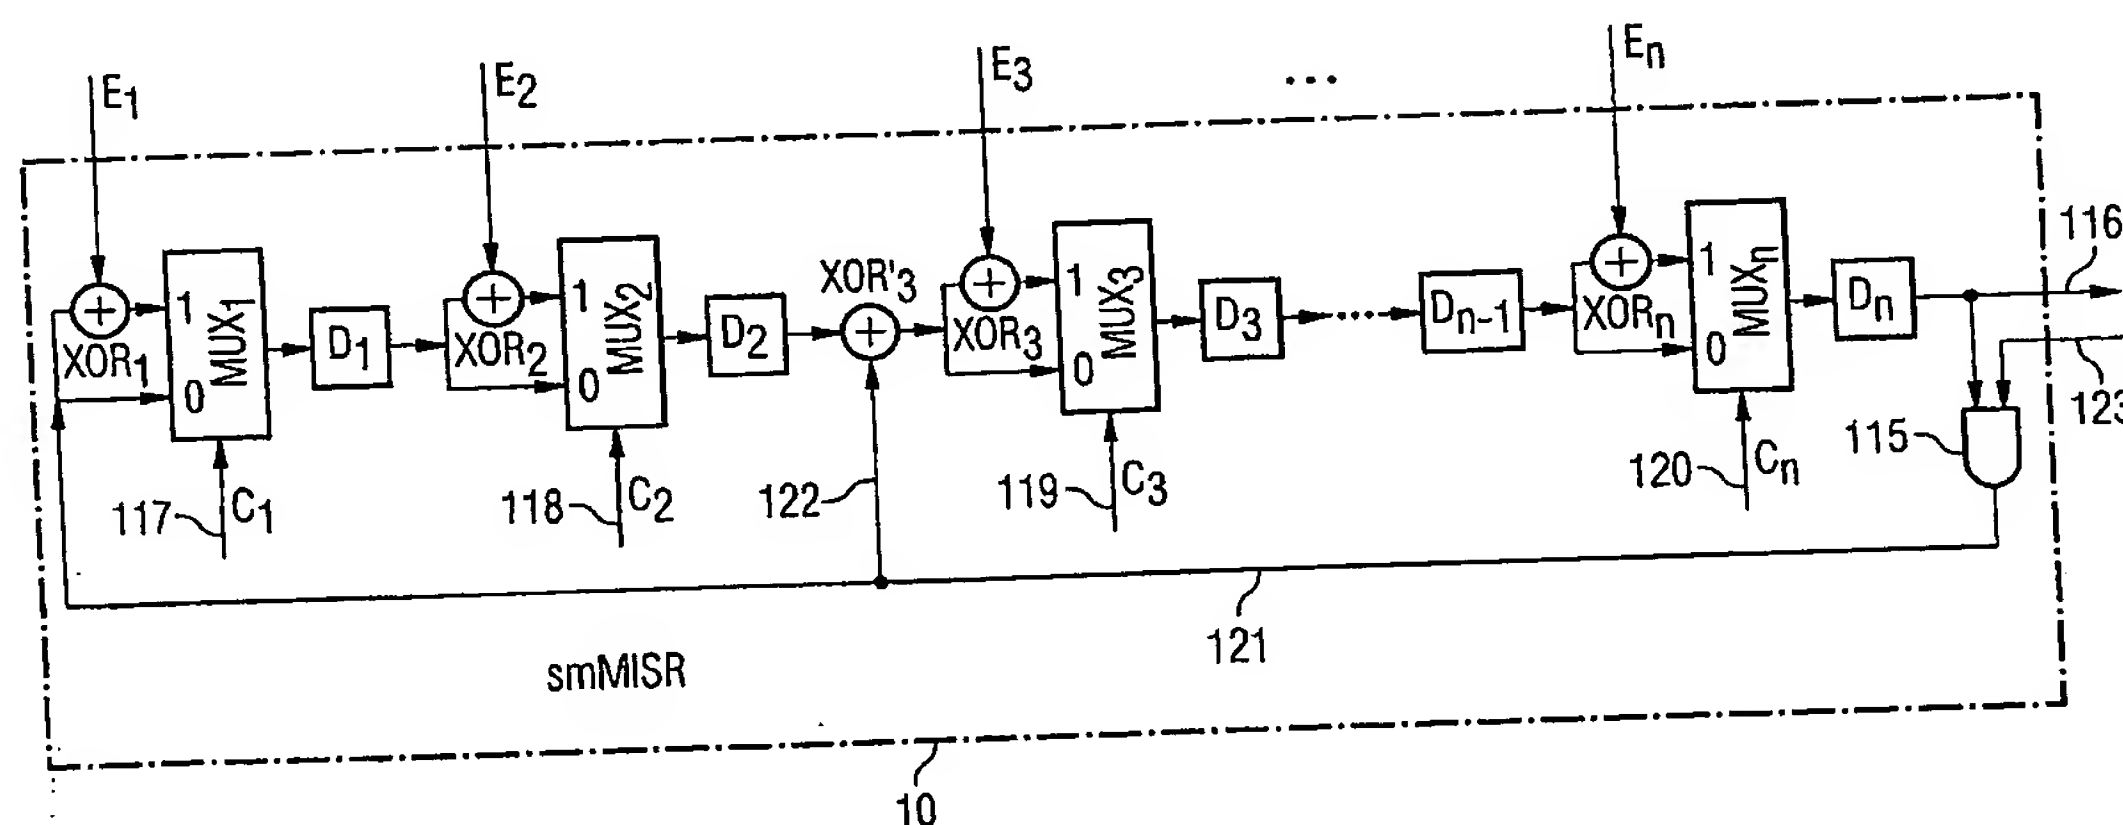 E1
E2
E3
...
En
116
XOR1
1
0
MUX1
D1
XOR2
1
0
MUX2
D2
XOR'3
XOR3
1
0
MUX3
D3
Dn-1
XORn
1
0
MUXn
Dn
123
115
117
C1
118
C2
122
119
C3
120
Cn
121
smMISR
10